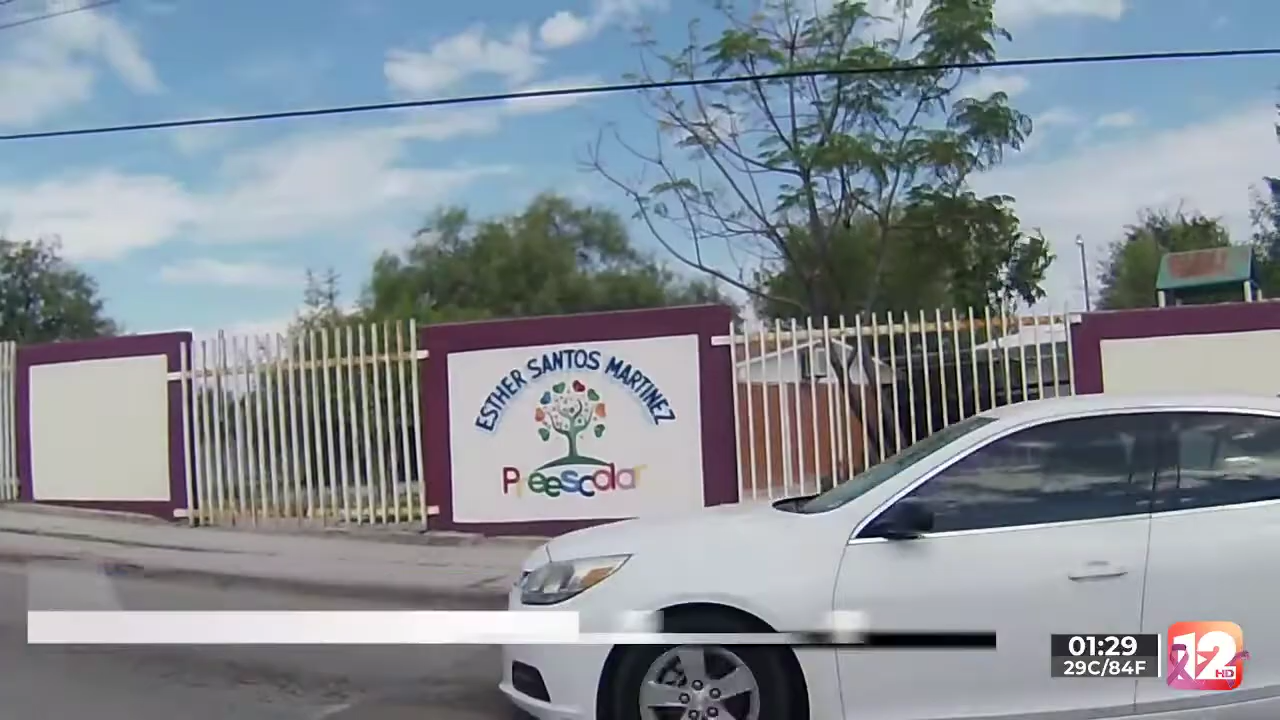 ESTHER SANTOS MARTINEZ
Preescolar
01:29
29C/84F
12
HD